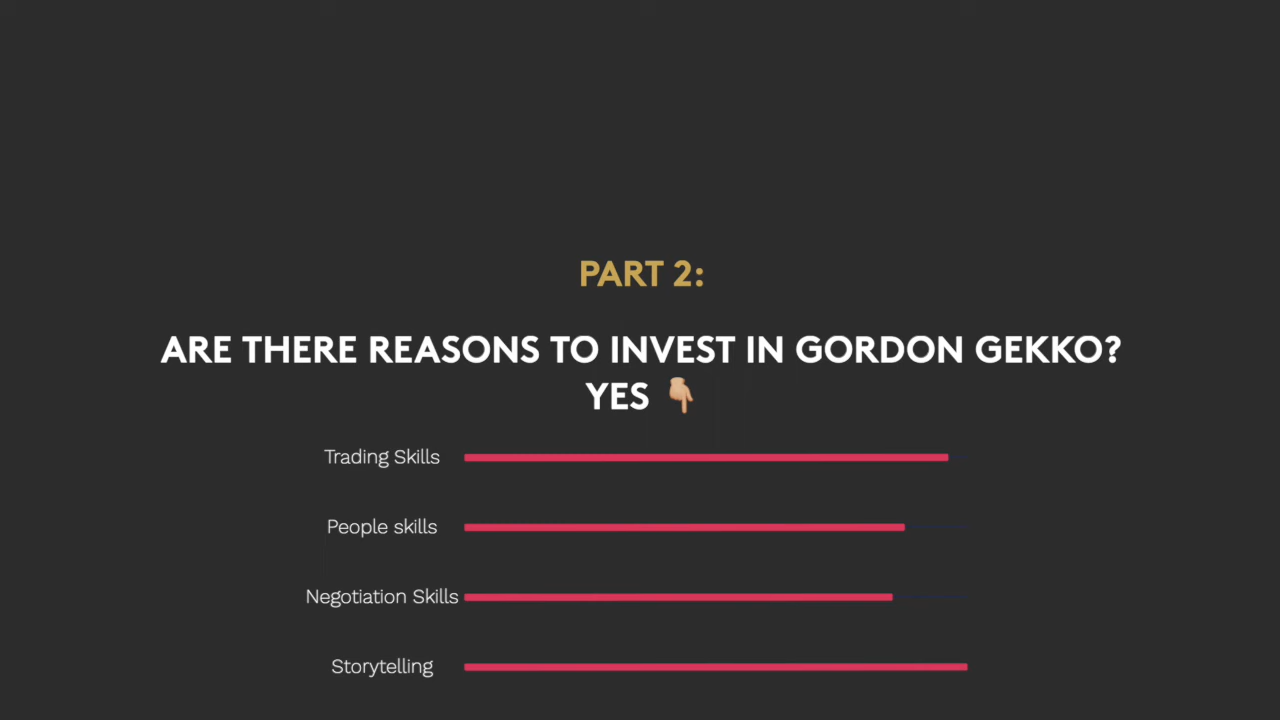 PART 2:
ARE THERE REASONS TO INVEST IN GORDON GEKKO?
YES 👇🏼
Trading Skills
People skills
Negotiation Skills
Storytelling